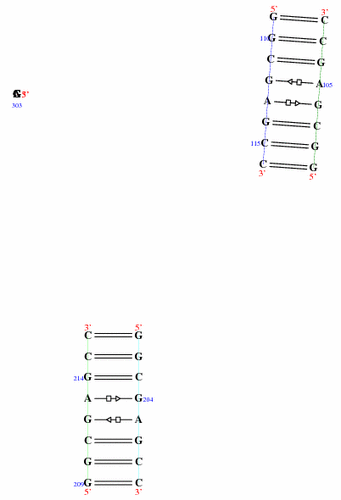 5' 3'
G C
110 G C
C G
G A 105
3'
303
A G
G C
115 C G
C G
3' 5'
3' 5'
C G
C G
214 G C
A G 204
G A
C G
G C
209 G C
5' 3'